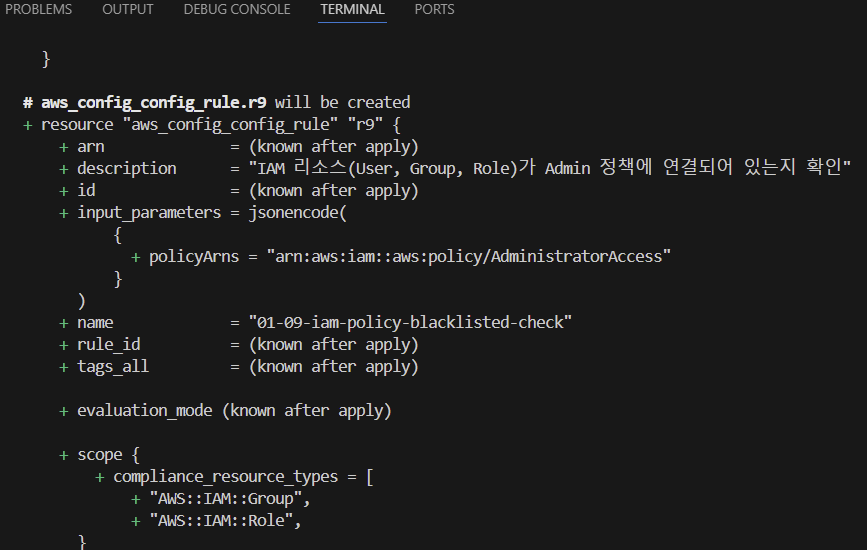 PROBLEMS OUTPUT DEBUG CONSOLE TERMINAL PORTS
}
# aws_config_config_rule.r9 will be created
+ resource "aws_config_config_rule" "r9" {
+ arn = (known after apply)
+ description = "IAM 리소스(User, Group, Role)가 Admin 정책에 연결되어 있는지 확인"
+ id = (known after apply)
+ input_parameters = jsonencode(
{
+ policyArns = "arn:aws:iam::aws:policy/AdministratorAccess"
}
)
+ name = "01-09-iam-policy-blacklisted-check"
+ rule_id = (known after apply)
+ tags_all = (known after apply)
+ evaluation_mode (known after apply)
+ scope {
+ compliance_resource_types = [
+ "AWS::IAM::Group",
+ "AWS::IAM::Role",
}